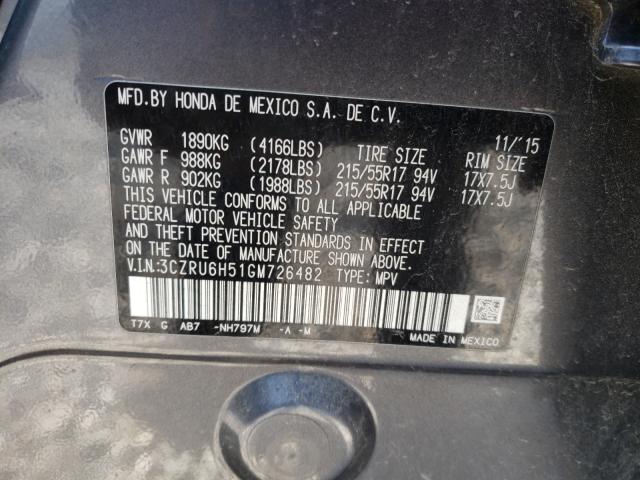 MFD.BY HONDA DE MEXICO S.A. DE C.V.
GVWR 1890KG (4166LBS) TIRE SIZE 11/'15 RIM SIZE
GAWR F 988KG (2178LBS) 215/55R17 94V 17X7.5J
GAWR R 902KG (1988LBS) 215/55R17 94V 17X7.5J
THIS VEHICLE CONFORMS TO ALL APPLICABLE
FEDERAL MOTOR VEHICLE SAFETY
AND THEFT PREVENTION STANDARDS IN EFFECT
ON THE DATE OF MANUFACTURE SHOWN ABOVE.
V.I.N.:3CZRU6H51GM726482 TYPE: MPV
T7X G AB7 -NH797M -A -M MADE IN MEXICO